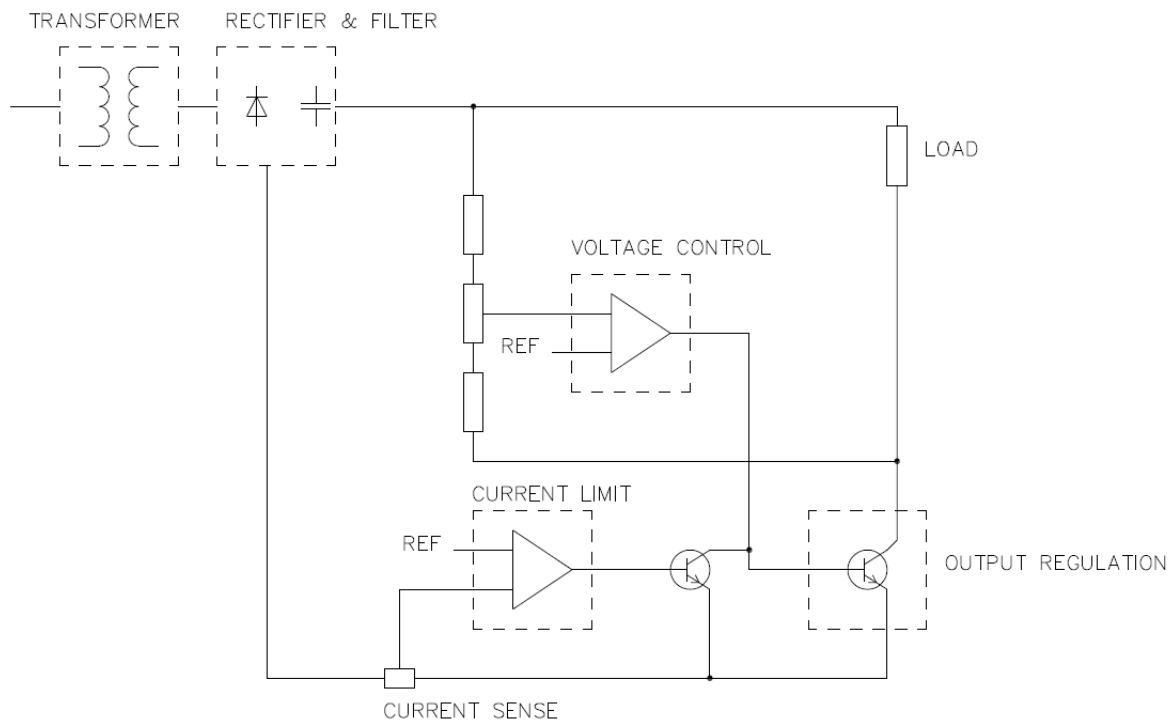 TRANSFORMER
RECTIFIER & FILTER
LOAD
VOLTAGE CONTROL
REF
CURRENT LIMIT
REF
OUTPUT REGULATION
CURRENT SENSE